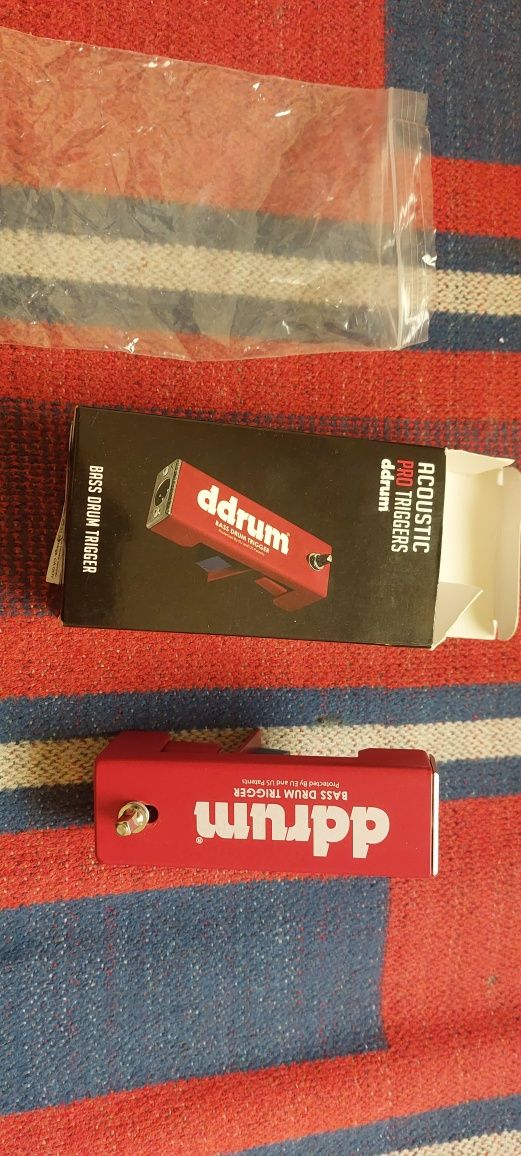 ACOUSTIC
PRO TRIGGERS
ddrum
ddrum
BASS DRUM TRIGGER
BASS DRUM TRIGGER
ddrum®
BASS DRUM TRIGGER
Protected By EU and US Patents